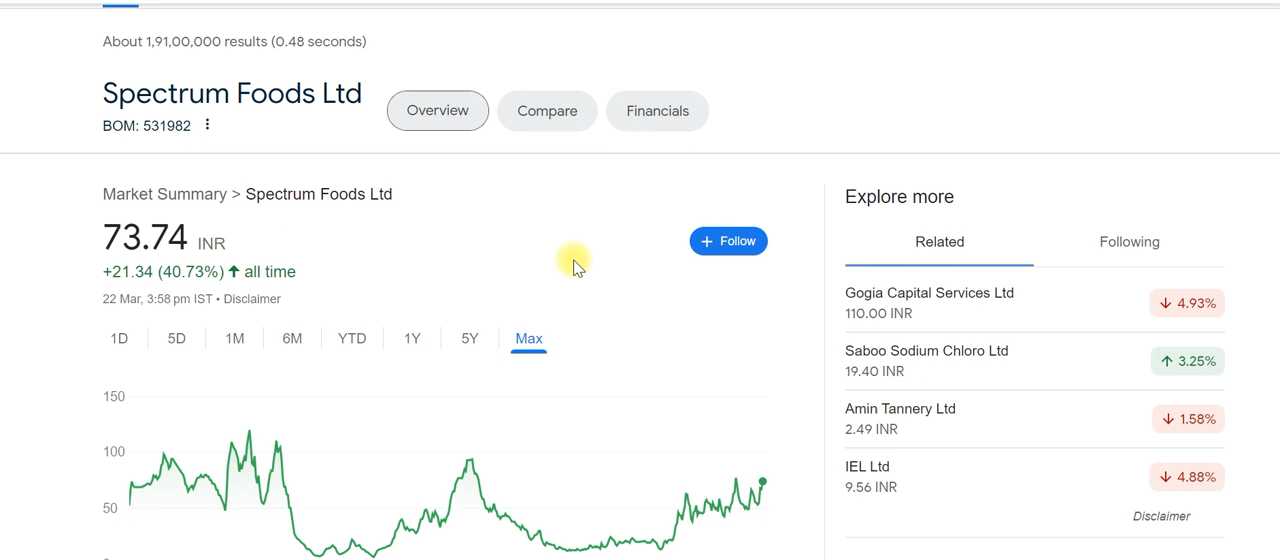 About 1,91,00,000 results (0.48 seconds)
Spectrum Foods Ltd
BOM: 531982
Overview
Compare
Financials
Market Summary > Spectrum Foods Ltd
73.74 INR
+21.34 (40.73%) ↑ all time
22 Mar, 3:58 pm IST • Disclaimer
+ Follow
1D 5D 1M 6M YTD 1Y 5Y Max
150
100
50
Explore more
Related Following
Gogia Capital Services Ltd
110.00 INR
↓ 4.93%
Saboo Sodium Chloro Ltd
19.40 INR
↑ 3.25%
Amin Tannery Ltd
2.49 INR
↓ 1.58%
IEL Ltd
9.56 INR
↓ 4.88%
Disclaimer